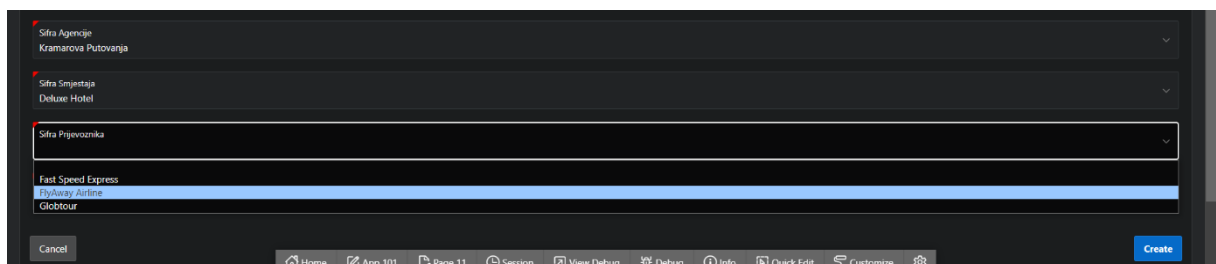 Sifra Agencije
Kramarova Putovanja
Sifra Smjestaja
Deluxe Hotel
Sifra Prijevoznika
Fast Speed Express
FlyAway Airline
Globtour
Cancel
Create
Home App 101 Page 11 Session View Debug Debug Info Quick Edit Customize